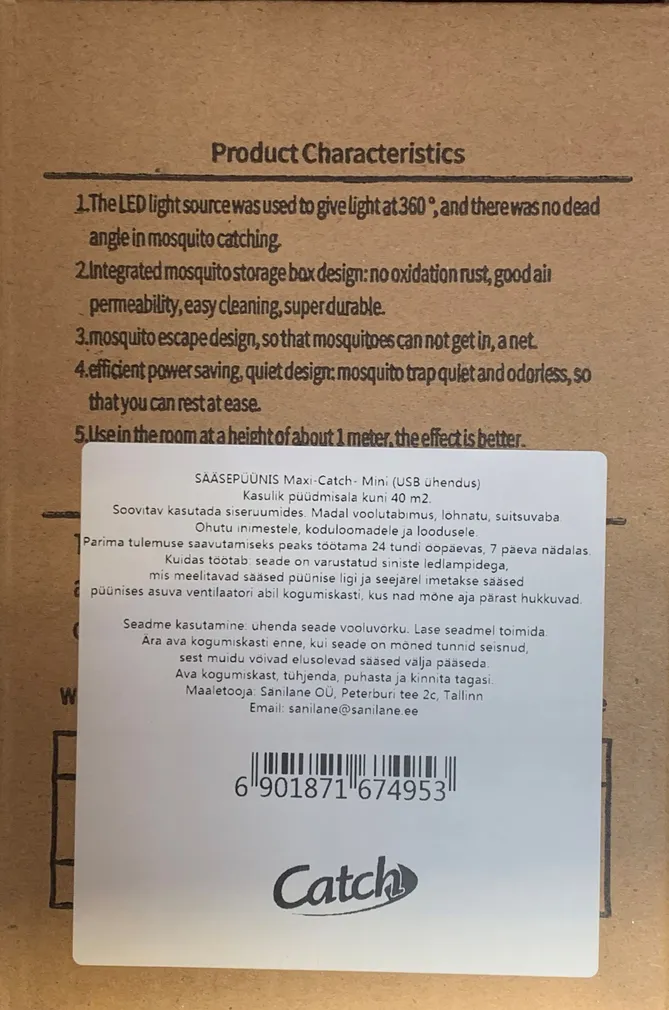 Product Characteristics
1.The LED light source was used to give light at 360°, and there was no dead
angle in mosquito catching.
2.Integrated mosquito storage box design: no oxidation rust, good air
permeability, easy cleaning, super durable.
3.mosquito escape design, so that mosquitoes can not get in, a net.
4.efficient power saving, quiet design: mosquito trap quiet and odorless, so
that you can rest at ease.
5.Use in the room at a height of about 1 meter, the effect is better.
SÄÄSEPÜÜNIS Maxi-Catch- Mini (USB ühendus)
Kasulik püüdmisala kuni 40 m2.
Soovitav kasutada siseruumides. Madal voolutabimus, lõhnatu, suitsuvaba.
Ohutu inimestele, koduloomadele ja loodusele.
Parima tulemuse saavutamiseks peaks töötama 24 tundi ööpäevas, 7 päeva nädalas.
Kuidas töötab: seade on varustatud siniste ledlampidega,
mis meelitavad sääsed püünise ligi ja seejärel imetakse sääsed
püünises asuva ventilaatori abil kogumiskasti, kus nad mõne aja pärast hukkuvad.
Seadme kasutamine: ühenda seade vooluvõrku. Lase seadmel toimida.
Ära ava kogumiskasti enne, kui seade on mõned tunnid seisnud,
sest muidu võivad elusolevad sääsed välja pääseda.
Ava kogumiskast, tühjenda, puhasta ja kinnita tagasi.
Maaletooja: Sanilane OÜ, Peterburi tee 2c, Tallinn
Email: sanilane@sanilane.ee
6 901871 674953
Catch